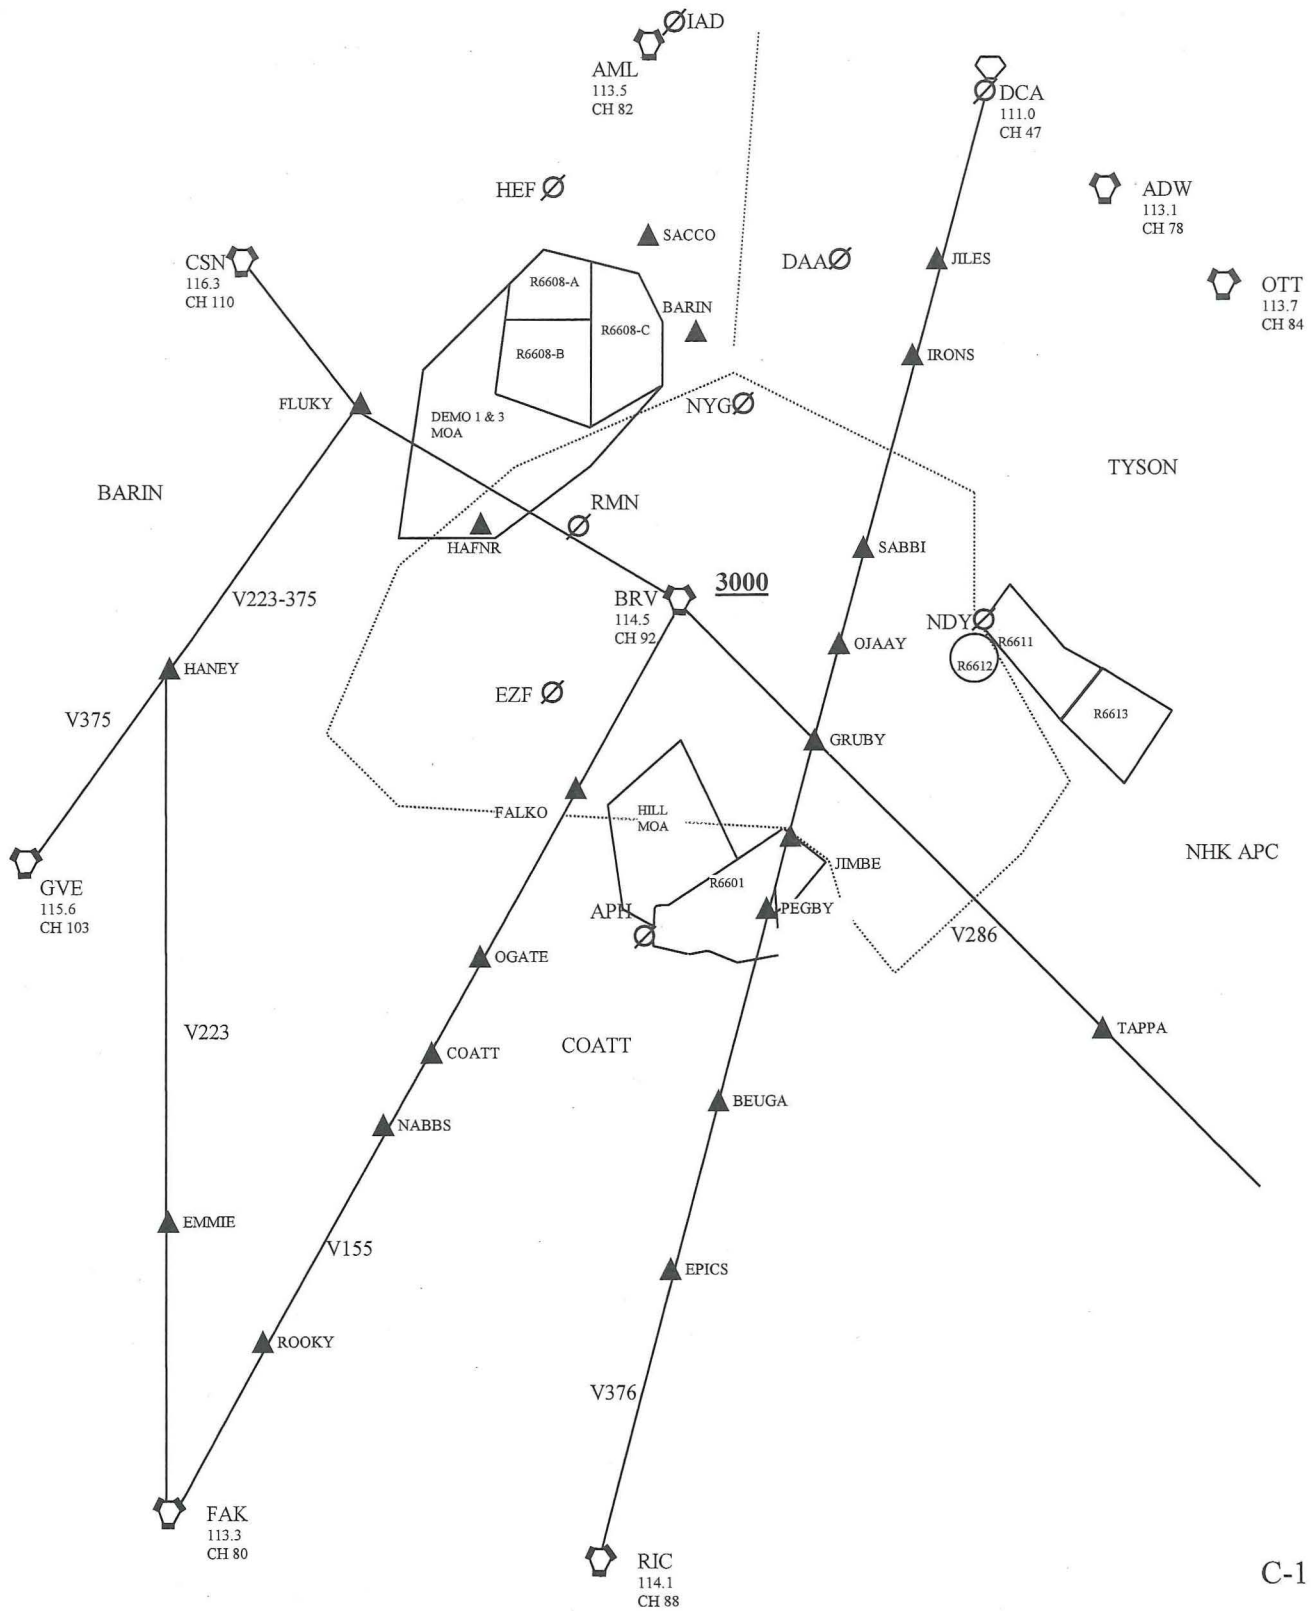 IAD
AML
113.5
CH 82
DCA
111.0
CH 47
HEF
ADW
113.1
CH 78
SACCO
CSN
116.3
CH 110
DAA
JILES
OTT
113.7
CH 84
R6608-A
BARIN
R6608-C
R6608-B
IRONS
FLUKY
NYG
DEMO 1 & 3
MOA
TYSON
BARIN
RMN
HAFNR
SABBI
3000
V223-375
BRV
114.5
CH 92
NDY
R6611
OJAAY
R6612
HANEY
EZF
V375
R6613
GRUBY
FALKO
HILL
MOA
NHK APC
JIMBE
GVE
115.6
CH 103
R6601
APH
PEGBY
V286
OGATE
V223
COATT
COATT
TAPPA
BEUGA
NABBS
EMMIE
V155
EPICS
ROOKY
V376
FAK
113.3
CH 80
RIC
114.1
CH 88
C-1